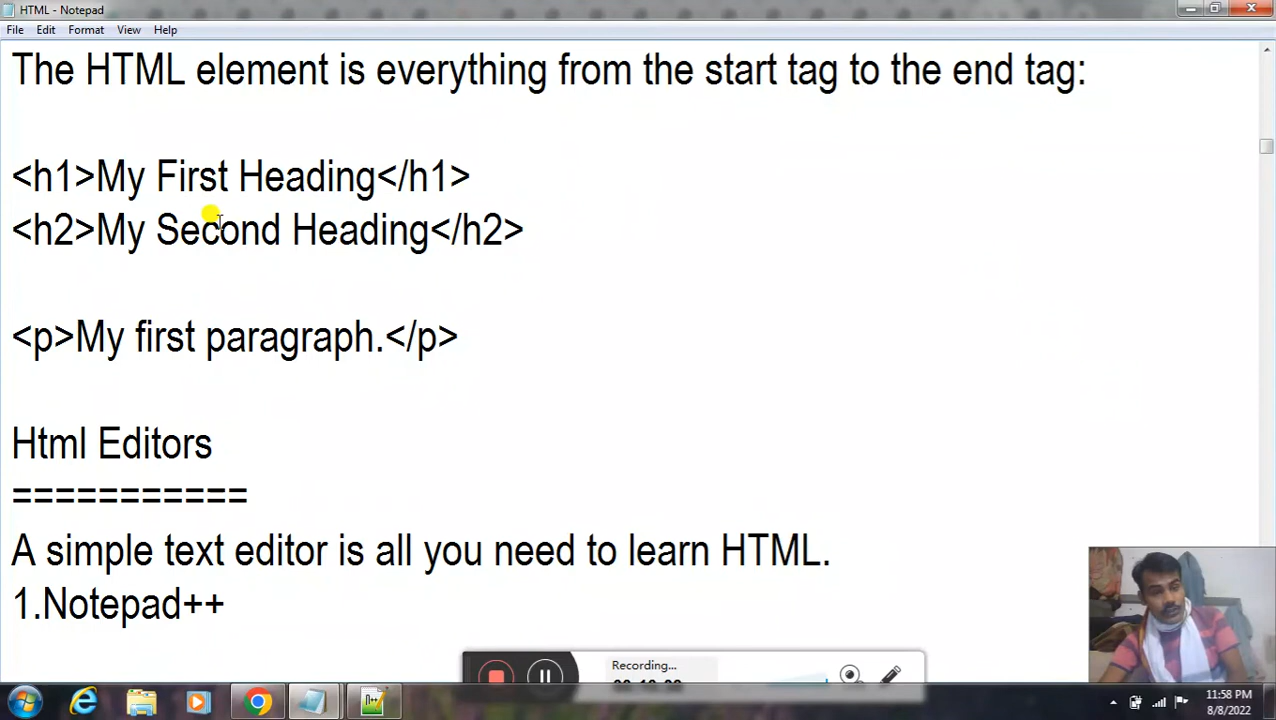 HTML - Notepad
File Edit Format View Help
The HTML element is everything from the start tag to the end tag:
<h1>My First Heading</h1>
<h2>My Second Heading</h2>
<p>My first paragraph.</p>
Html Editors
===========
A simple text editor is all you need to learn HTML.
1.Notepad++
Recording...
11:58 PM
8/8/2022